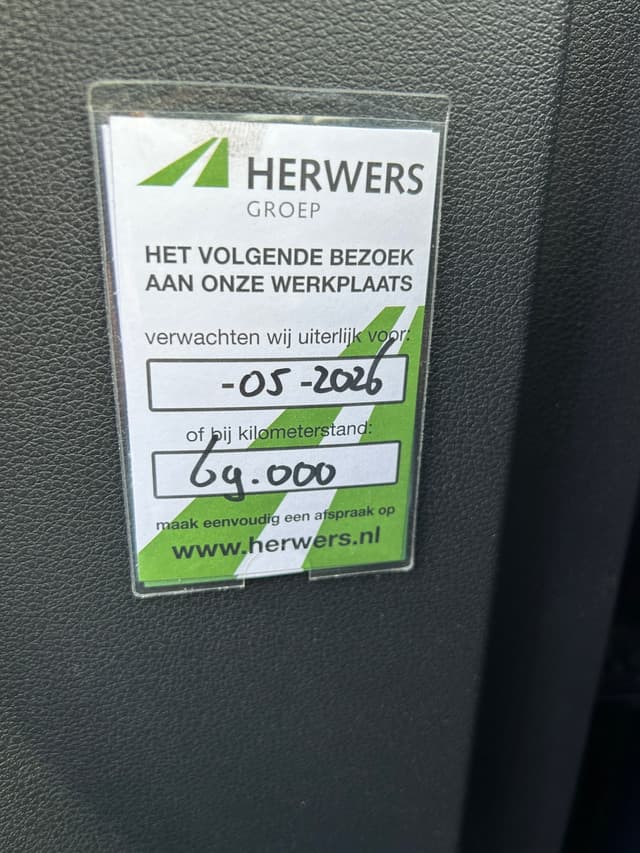 HERWERS
GROEP
HET VOLGENDE BEZOEK
AAN ONZE WERKPLAATS
verwachten wij uiterlijk voor:
-05-2026
of bij kilometerstand:
69.000
maak eenvoudig een afspraak op
www.herwers.nl